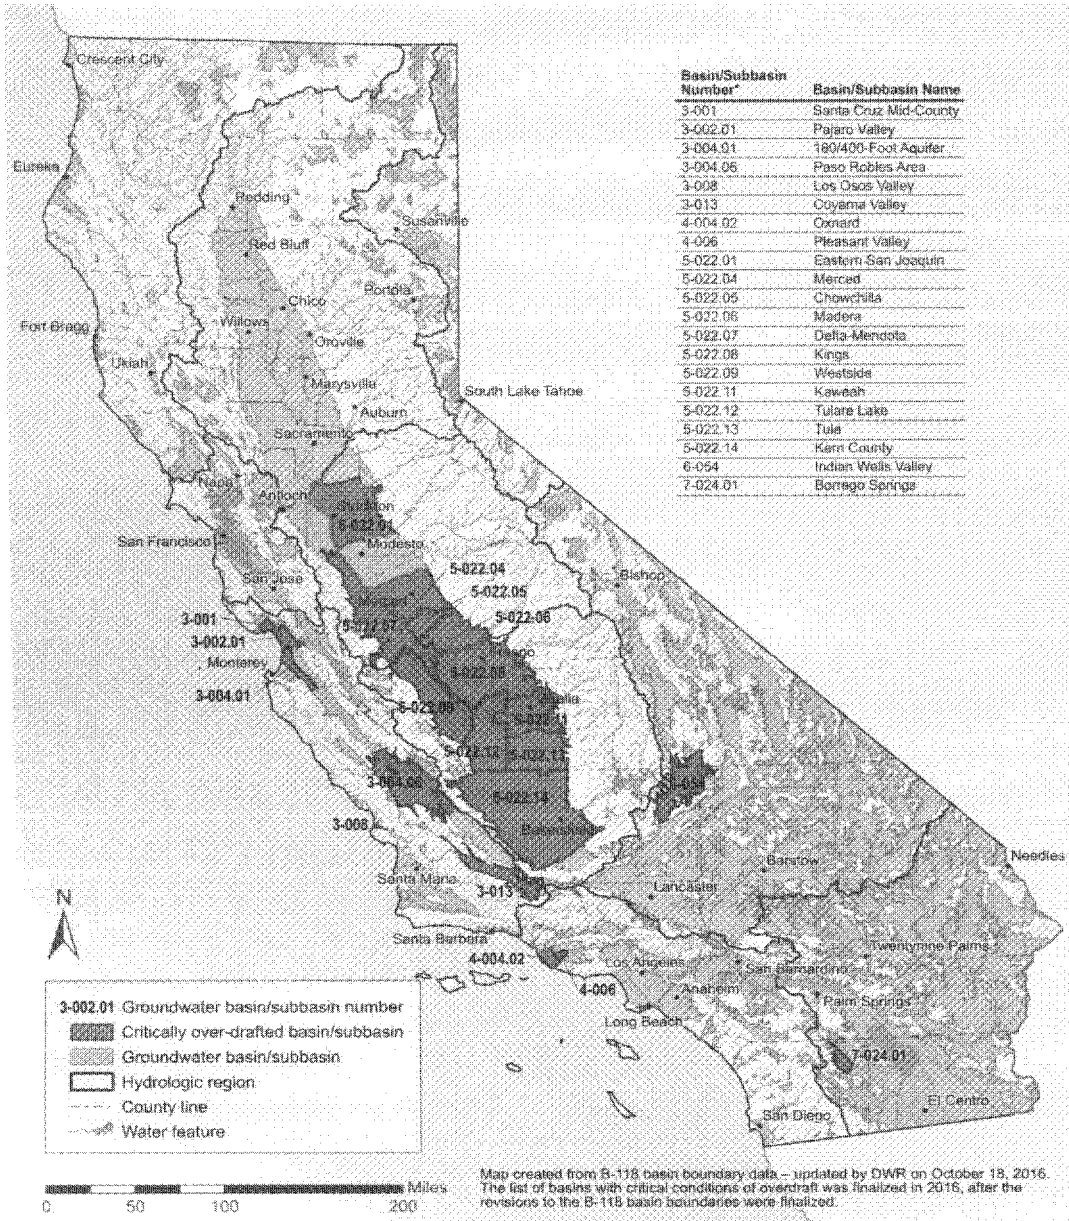 Crescent City
Eureka
Redding
Susanville
Red Bluff
Portola
Chico
Willows
Fort Bragg
Oroville
Ukiah
Marysville
South Lake Tahoe
Auburn
Sacramento
Napa
Antioch
Stockton
5-022.01
San Francisco
Modesto
5-022.04
Bishop
San Jose
5-022.05
Merced
3-001
5-022.06
5-022.07
3-002.01
Monterey
5-022.08
3-004.01
5-022.09
5-022.11
5-022.12
5-022.13
3-004.06
6-054
5-022.14
3-008
Bakersfield
Barstow
Needles
Santa Maria
Lancaster
3-013
Santa Barbara
Twentynine Palms
4-004.02
Los Angeles
San Bernardino
4-006
Anaheim
Palm Springs
Long Beach
7-024.01
El Centro
San Diego
Basin/Subbasin
Number* Basin/Subbasin Name
3-001 Santa Cruz Mid-County
3-002.01 Pajaro Valley
3-004.01 180/400-Foot Aquifer
3-004.06 Paso Robles Area
3-008 Los Osos Valley
3-013 Cuyama Valley
4-004.02 Oxnard
4-006 Pleasant Valley
5-022.01 Eastern San Joaquin
5-022.04 Merced
5-022.05 Chowchilla
5-022.06 Madera
5-022.07 Delta-Mendota
5-022.08 Kings
5-022.09 Westside
5-022.11 Kaweah
5-022.12 Tulare Lake
5-022.13 Tule
5-022.14 Kern County
6-054 Indian Wells Valley
7-024.01 Borrego Springs
N
3-002.01 Groundwater basin/subbasin number
Critically over-drafted basin/subbasin
Groundwater basin/subbasin
Hydrologic region
County line
Water feature
Miles
0 50 100 200
Map created from B-118 basin boundary data – updated by DWR on October 18, 2016.
The list of basins with critical conditions of overdraft was finalized in 2016, after the
revisions to the B-118 basin boundaries were finalized.